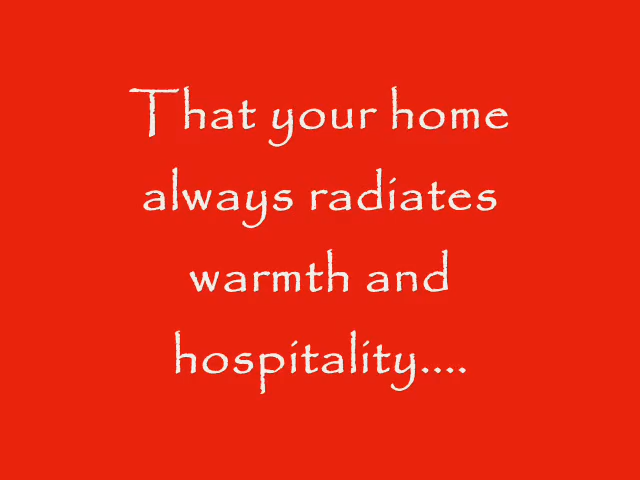 That your home
always radiates
warmth and
hospitality....